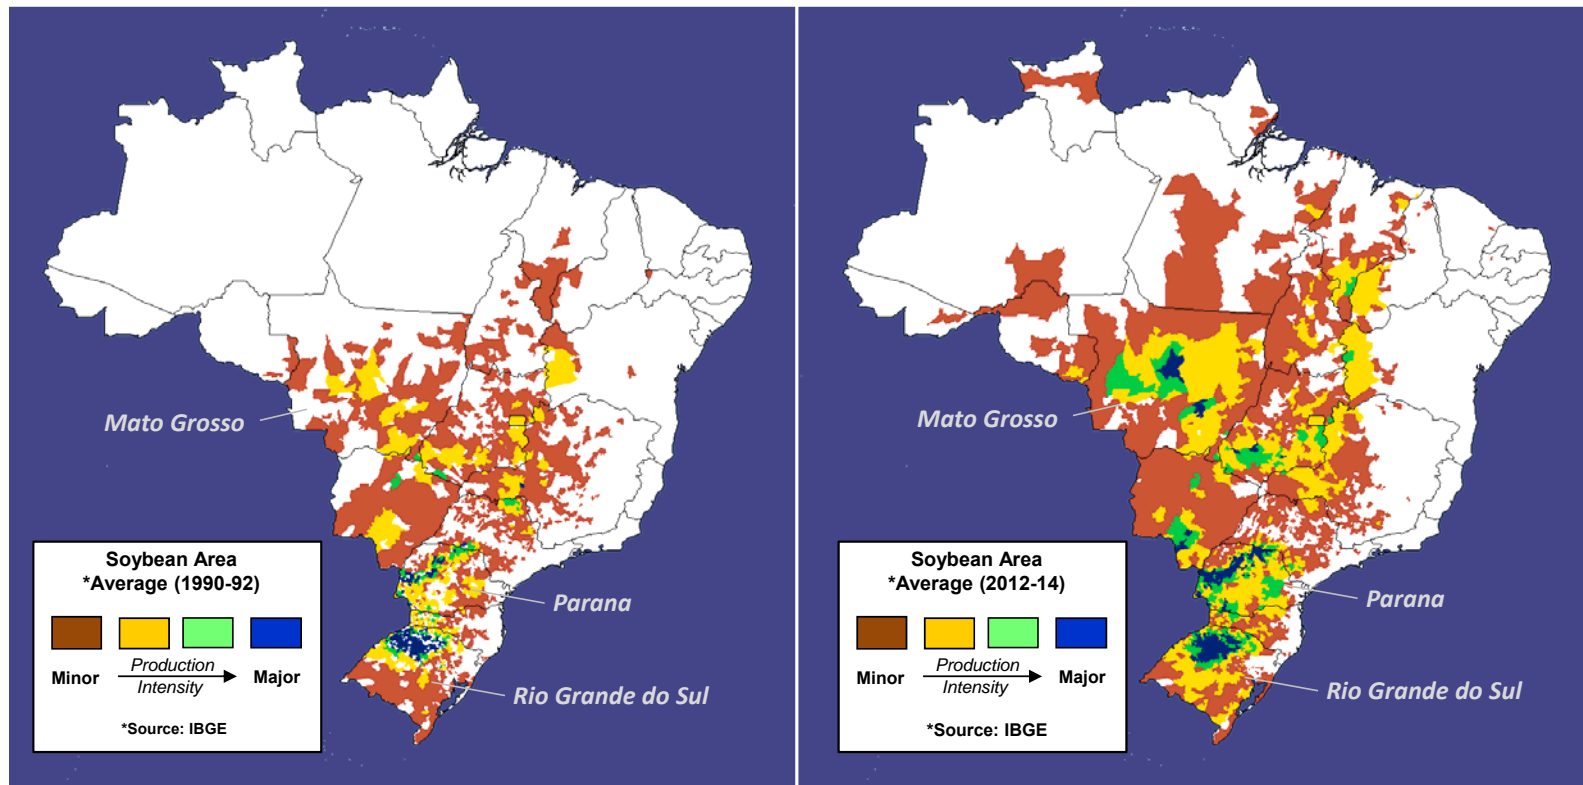 Mato Grosso
Parana
Rio Grande do Sul
Soybean Area
*Average (1990-92)
Minor
Production
Intensity
Major
*Source: IBGE
Mato Grosso
Parana
Rio Grande do Sul
Soybean Area
*Average (2012-14)
Minor
Production
Intensity
Major
*Source: IBGE